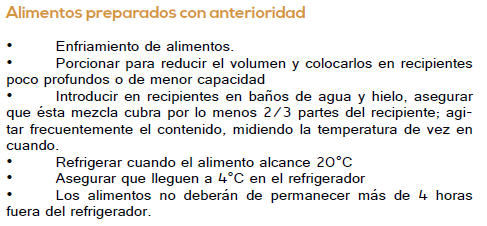 Alimentos preparados con anterioridad
• Enfriamiento de alimentos.
• Porcionar para reducir el volumen y colocarlos en recipientes
poco profundos o de menor capacidad
• Introducir en recipientes en baños de agua y hielo, asegurar
que ésta mezcla cubra por lo menos 2/3 partes del recipiente; agi-
tar frecuentemente el contenido, midiendo la temperatura de vez en
cuando.
• Refrigerar cuando el alimento alcance 20°C
• Asegurar que lleguen a 4°C en el refrigerador
• Los alimentos no deberán de permanecer más de 4 horas
fuera del refrigerador.